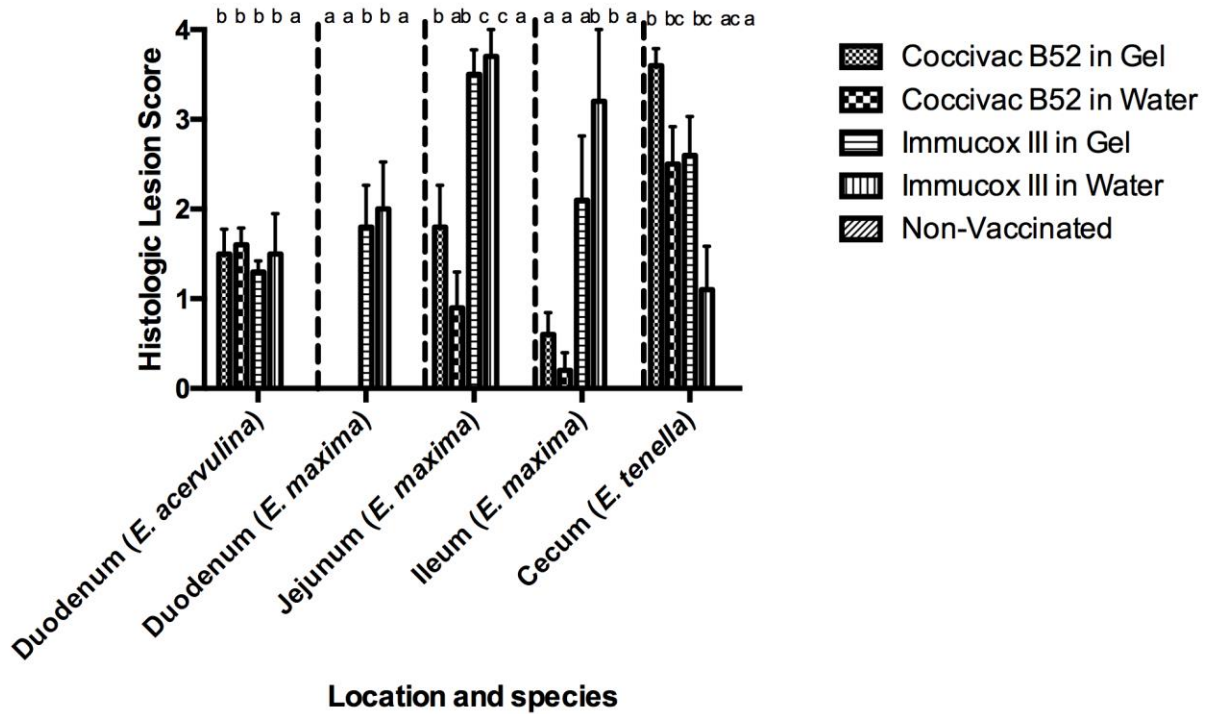 b b b b a a a b b a b ab c c a a a ab b a b bc bc ac a
4
3
2
1
0
Histologic Lesion Score
Duodenum (E. acervulina)
Duodenum (E. maxima)
Jejunum (E. maxima)
Ileum (E. maxima)
Cecum (E. tenella)
Location and species
Coccivac B52 in Gel
Coccivac B52 in Water
Immucox III in Gel
Immucox III in Water
Non-Vaccinated